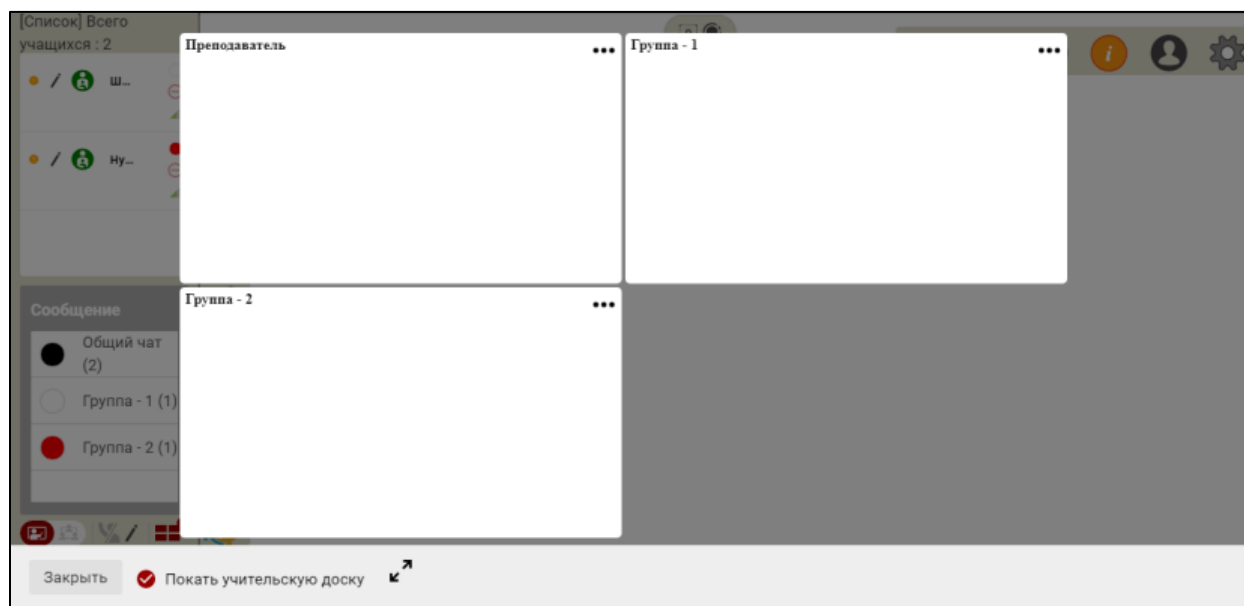 [Список] Всего
учащихся : 2
Ш...
Ну...
Преподаватель
Группа - 1
Группа - 2
Сообщение
Общий чат
(2)
Группа - 1 (1)
Группа - 2 (1)
Закрыть
Покать учительскую доску